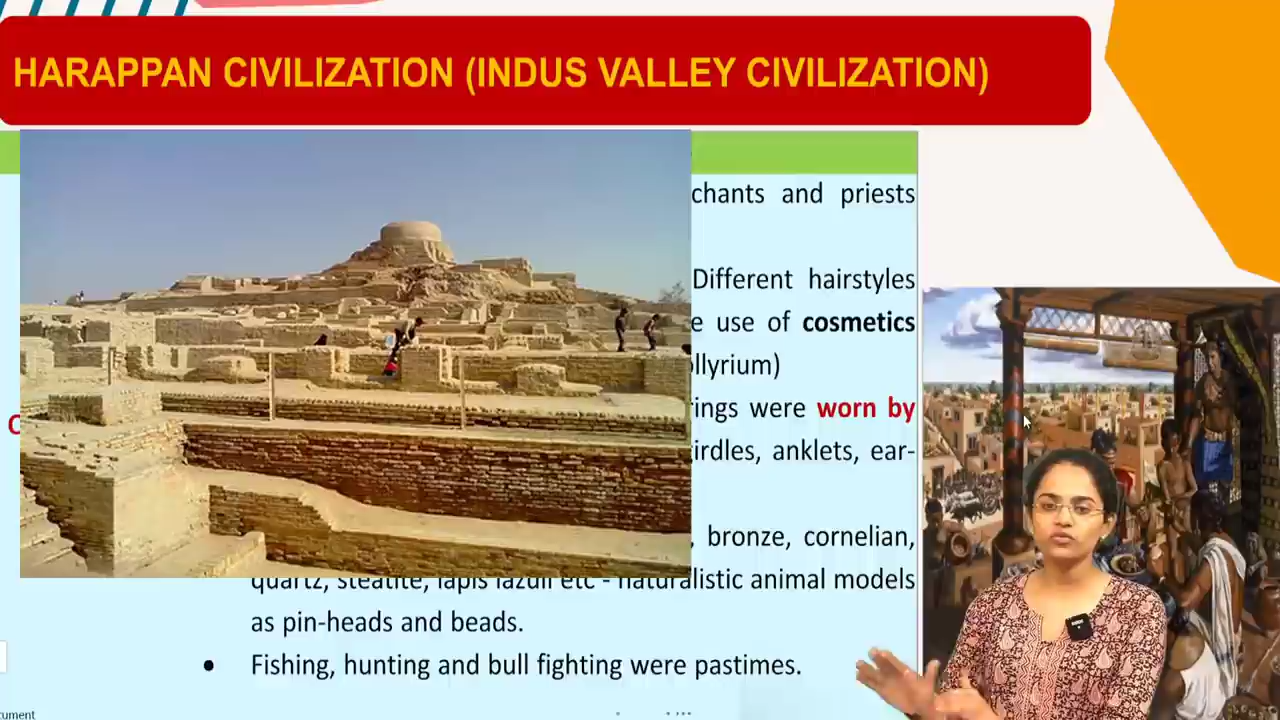 HARAPPAN CIVILIZATION (INDUS VALLEY CIVILIZATION)
chants and priests
Different hairstyles
e use of cosmetics
llyrium)
rings were worn by
irdles, anklets, ear-
, bronze, cornelian,
quartz, steatite, lapis lazuli etc - naturalistic animal models
as pin-heads and beads.
• Fishing, hunting and bull fighting were pastimes.
cument